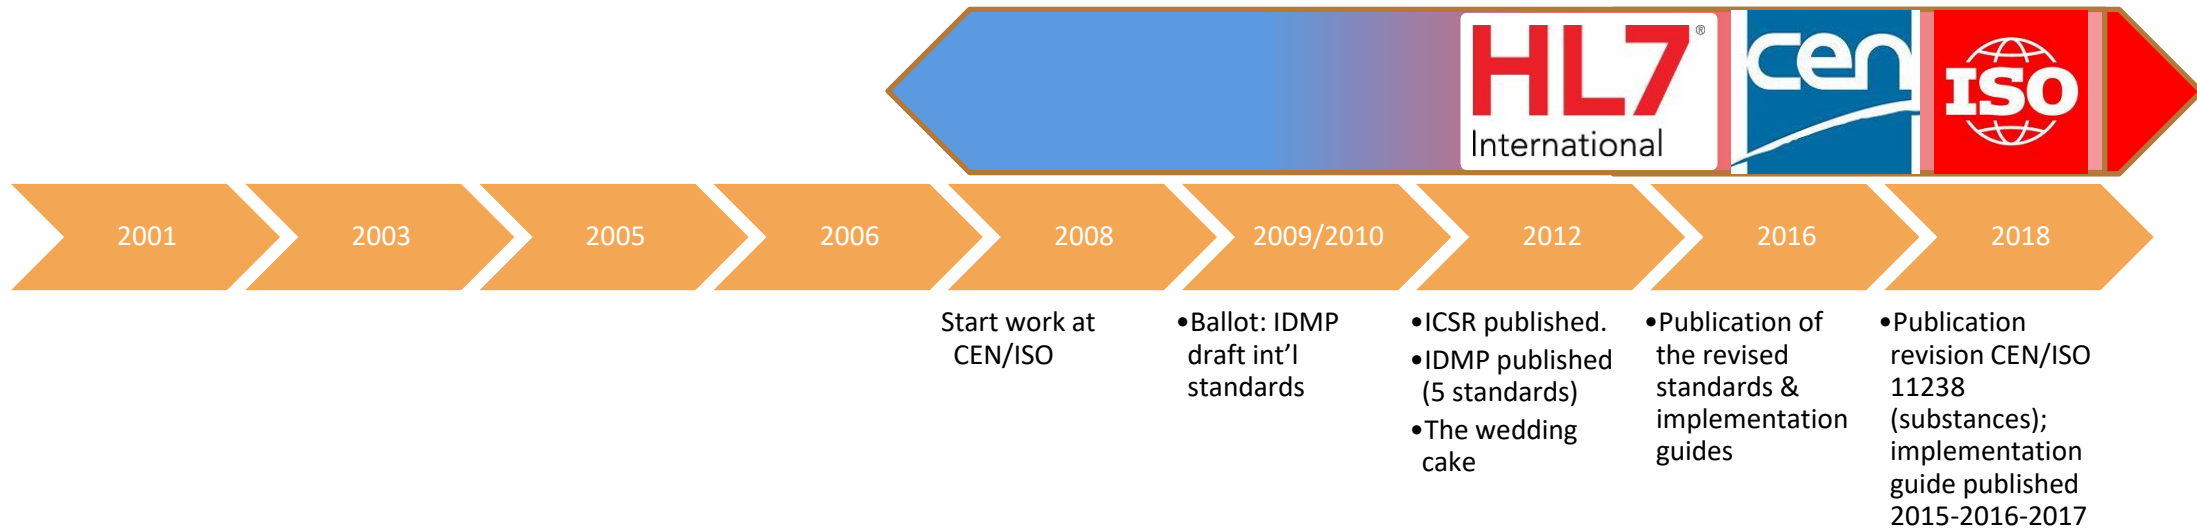 HL7®
International
cen
ISO
2001
2003
2005
2006
2008
2009/2010
2012
2016
2018
Start work at
CEN/ISO
•Ballot: IDMP
draft int’l
standards
•ICSR published.
•IDMP published
(5 standards)
•The wedding
cake
•Publication of
the revised
standards &
implementation
guides
•Publication
revision CEN/ISO
11238
(substances);
implementation
guide published
2015-2016-2017